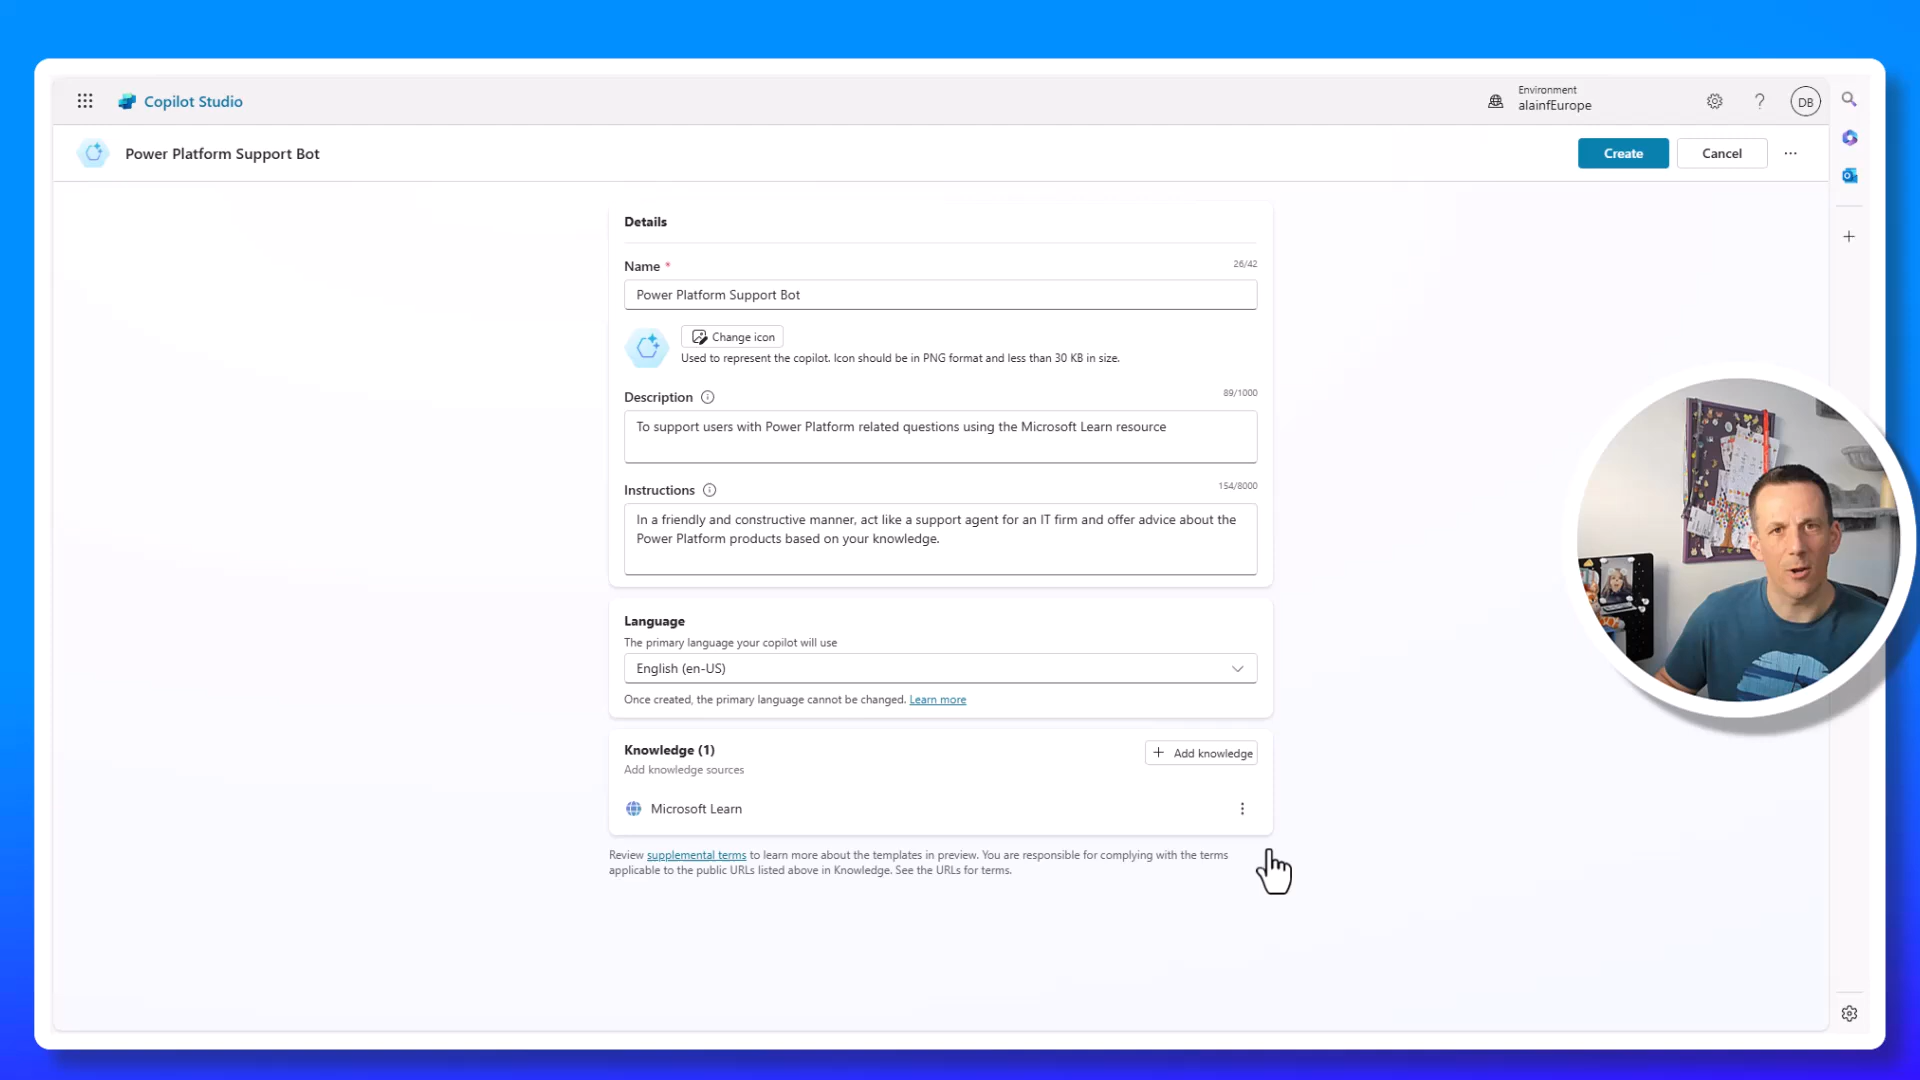 Copilot Studio
Environment
alainfEurope
?
DB
Power Platform Support Bot
Create
Cancel
Details
Name *
26/42
Power Platform Support Bot
Change icon
Used to represent the copilot. Icon should be in PNG format and less than 30 KB in size.
Description
89/1000
To support users with Power Platform related questions using the Microsoft Learn resource
Instructions
154/8000
In a friendly and constructive manner, act like a support agent for an IT firm and offer advice about the
Power Platform products based on your knowledge.
Language
The primary language your copilot will use
English (en-US)
Once created, the primary language cannot be changed. Learn more
Knowledge (1)
+ Add knowledge
Add knowledge sources
Microsoft Learn
Review supplemental terms to learn more about the templates in preview. You are responsible for complying with the terms
applicable to the public URLs listed above in Knowledge. See the URLs for terms.